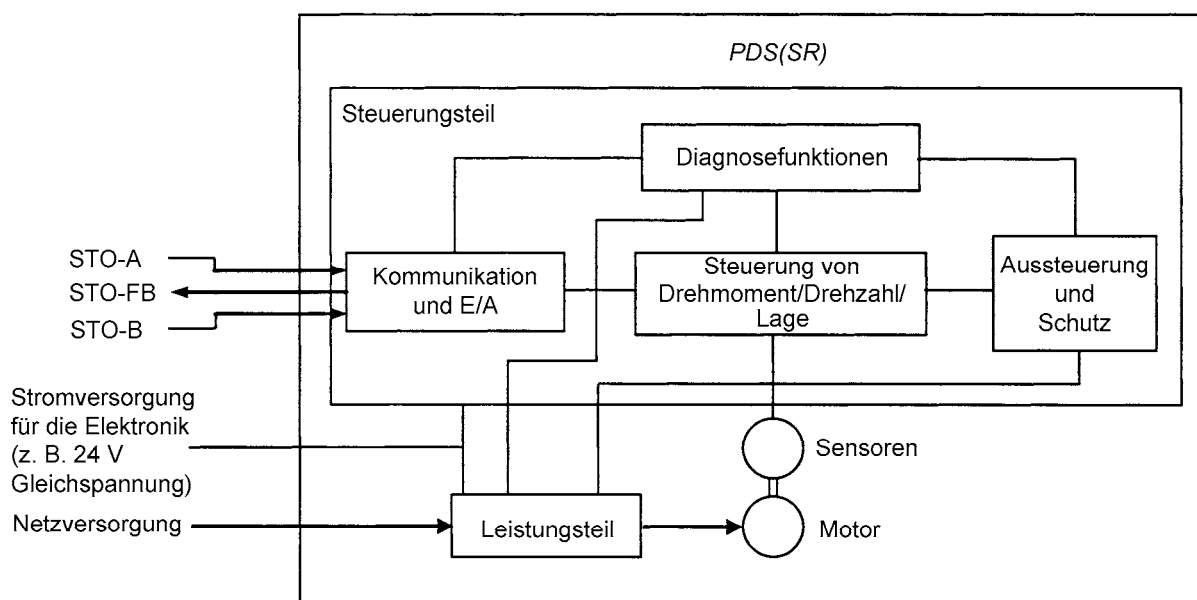 PDS(SR)
Steuerungsteil
Diagnosefunktionen
STO-A
STO-FB
STO-B
Kommunikation
und E/A
Steuerung von
Drehmoment/Drehzahl/
Lage
Aussteuerung
und
Schutz
Stromversorgung
für die Elektronik
(z. B. 24 V
Gleichspannung)
Sensoren
Netzversorgung
Leistungsteil
Motor